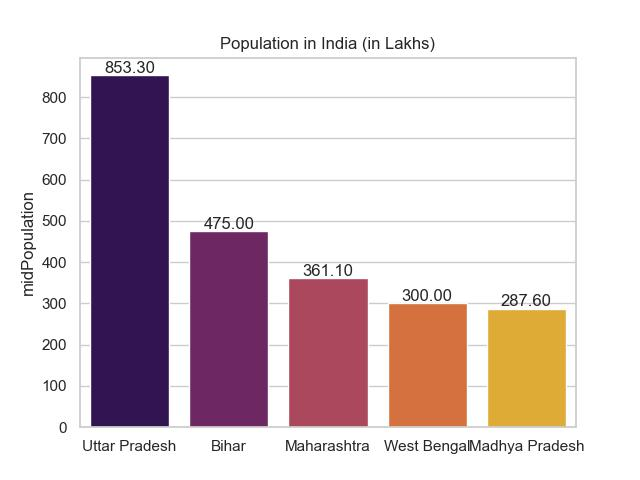 Population in India (in Lakhs)
midPopulation
800
700
600
500
400
300
200
100
0
853.30
475.00
361.10
300.00
287.60
Uttar Pradesh
Bihar
Maharashtra
West Bengal
Madhya Pradesh